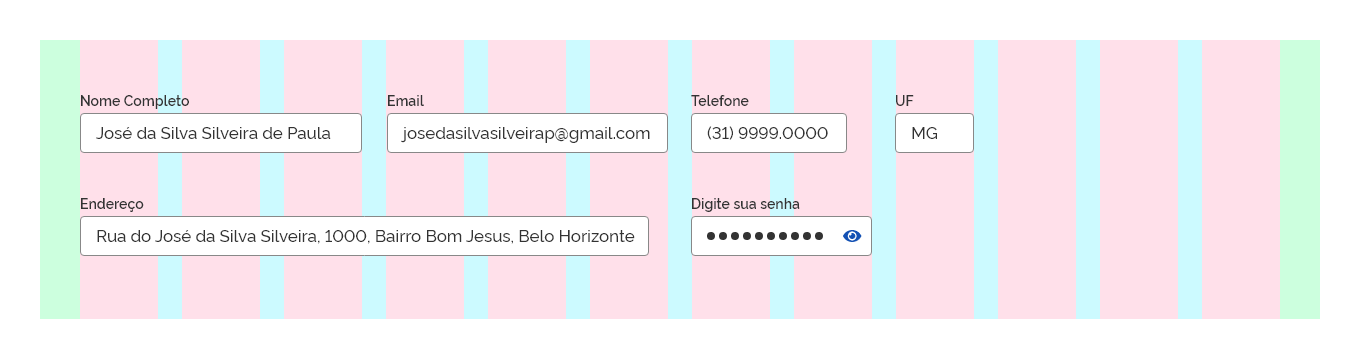 Nome Completo
Email
Telefone
UF
José da Silva Silveira de Paula
josedasilvasilveirap@gmail.com
(31) 9999.0000
MG
Endereço
Digite sua senha
Rua do José da Silva Silveira, 1000, Bairro Bom Jesus, Belo Horizonte
••••••••••